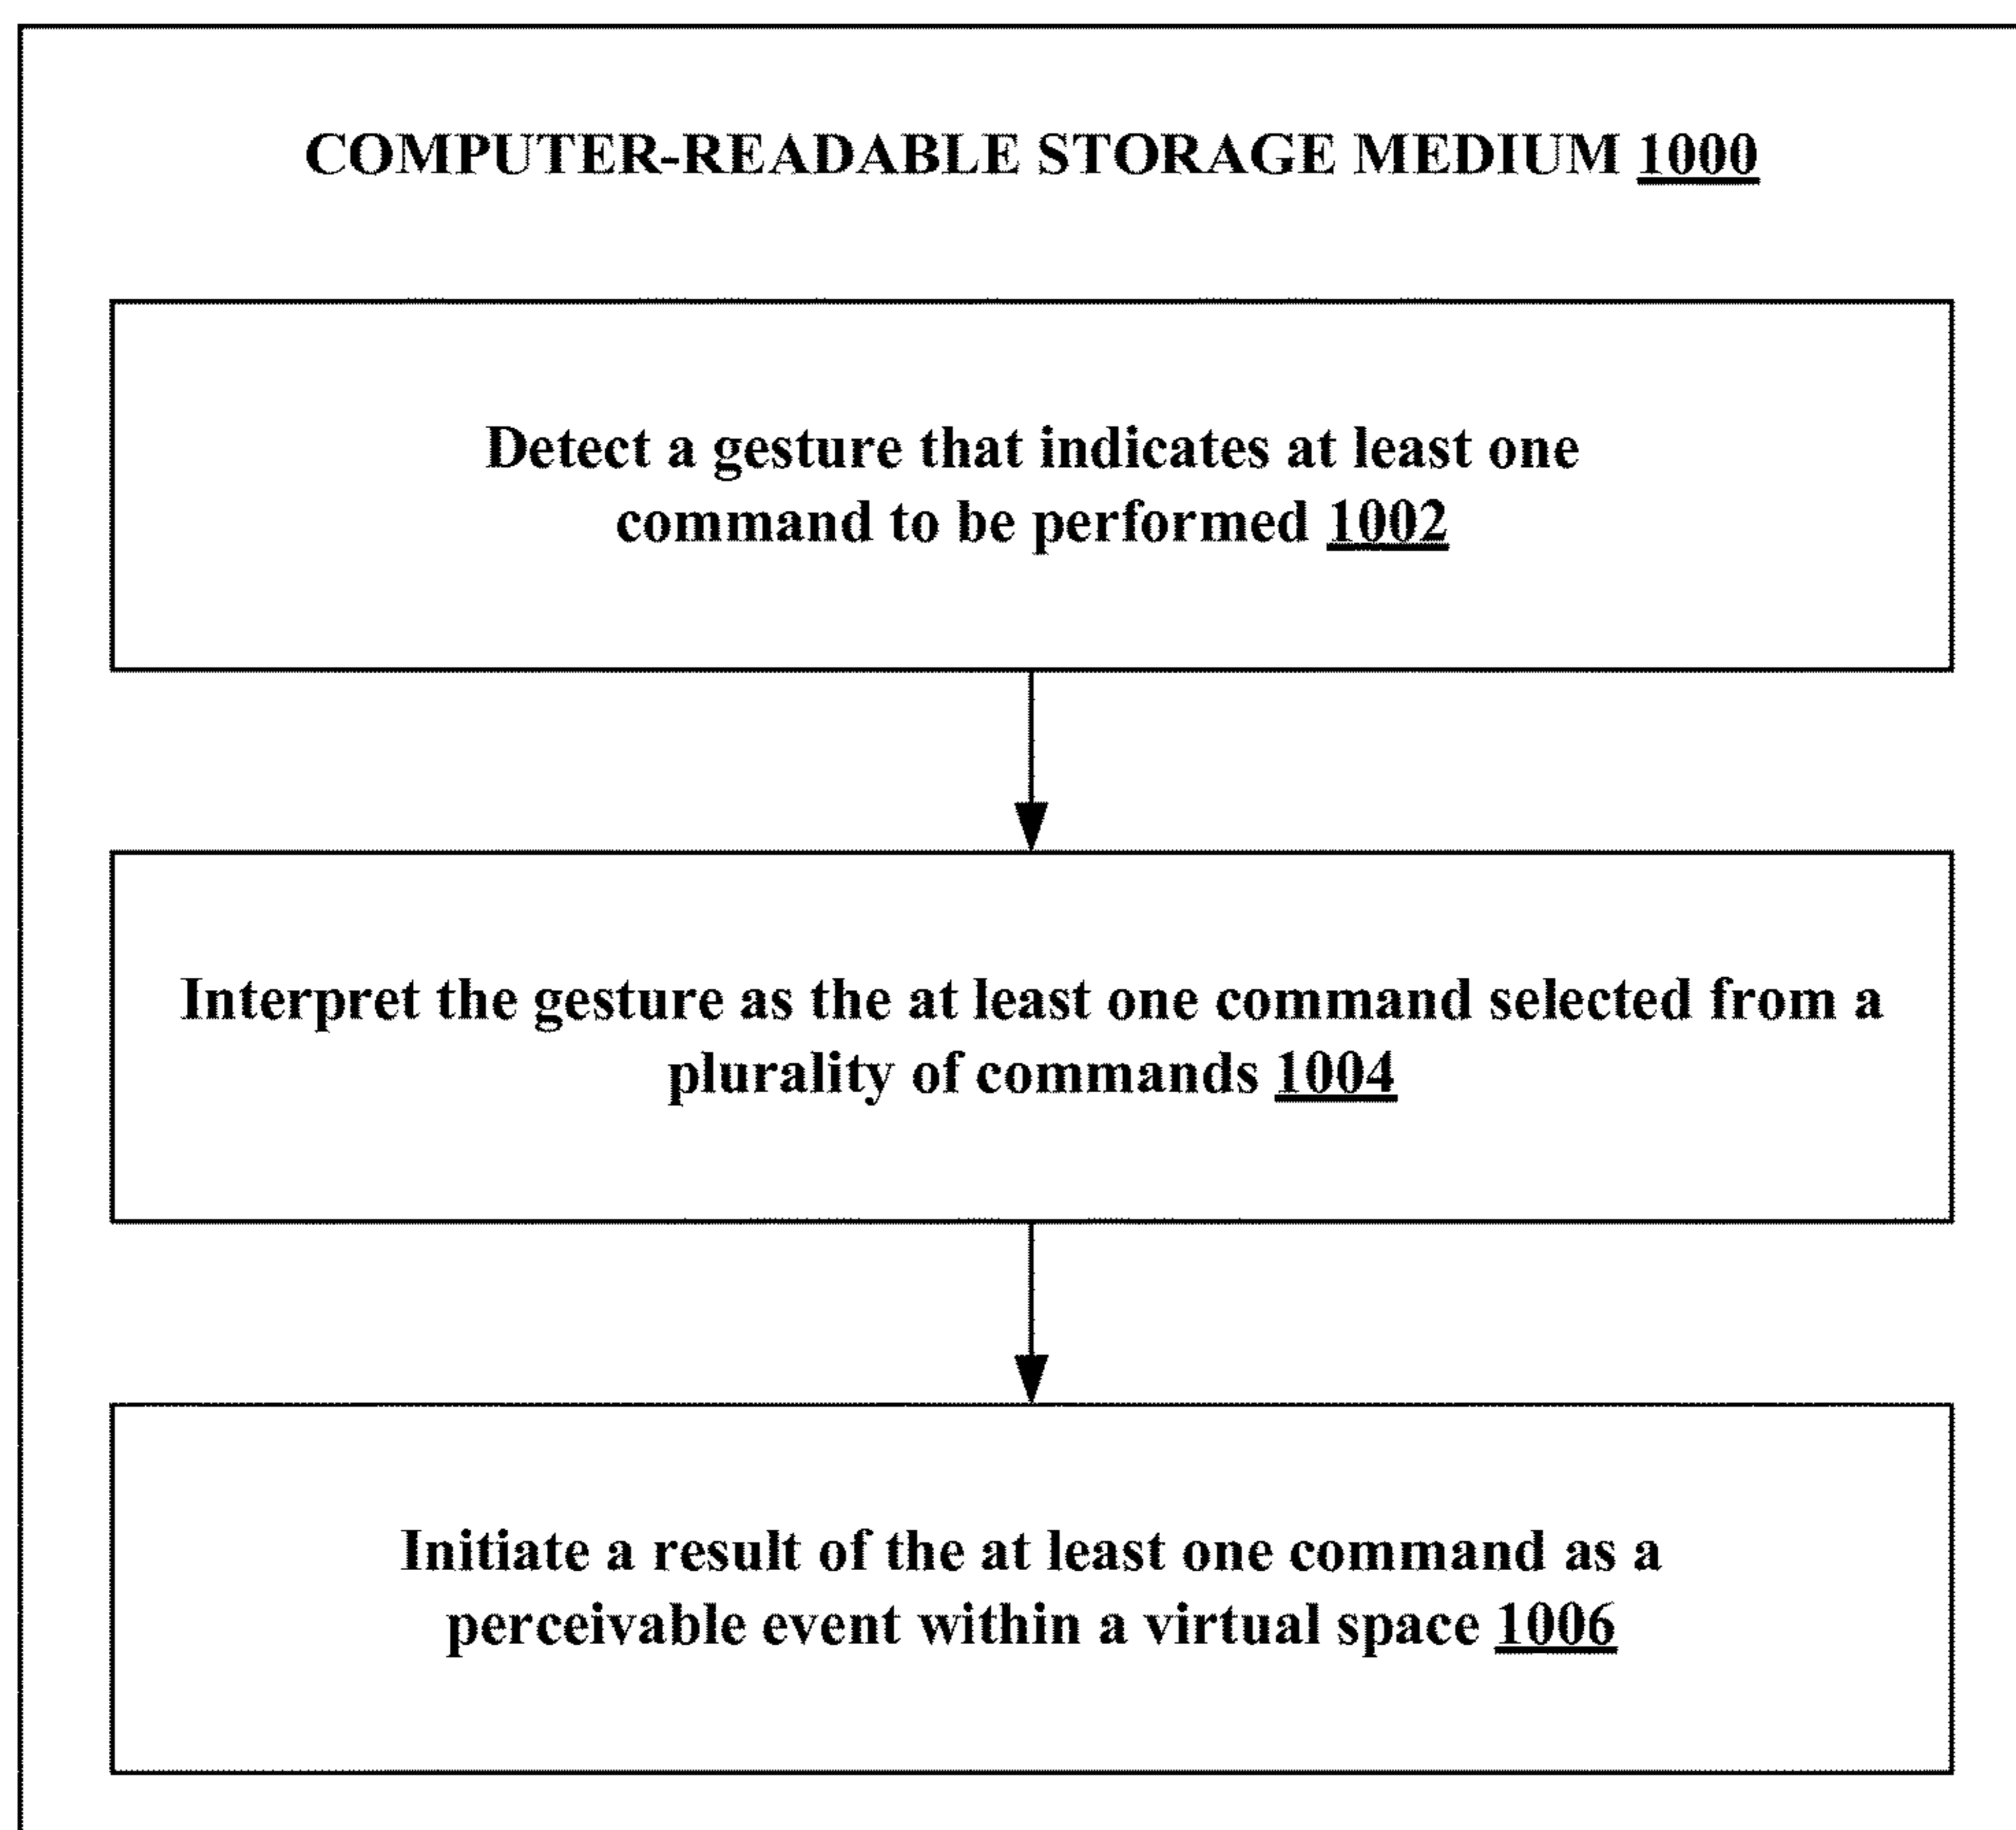 COMPUTER-READABLE STORAGE MEDIUM 1000
Detect a gesture that indicates at least one
command to be performed 1002
Interpret the gesture as the at least one command selected from a
plurality of commands 1004
Initiate a result of the at least one command as a
perceivable event within a virtual space 1006